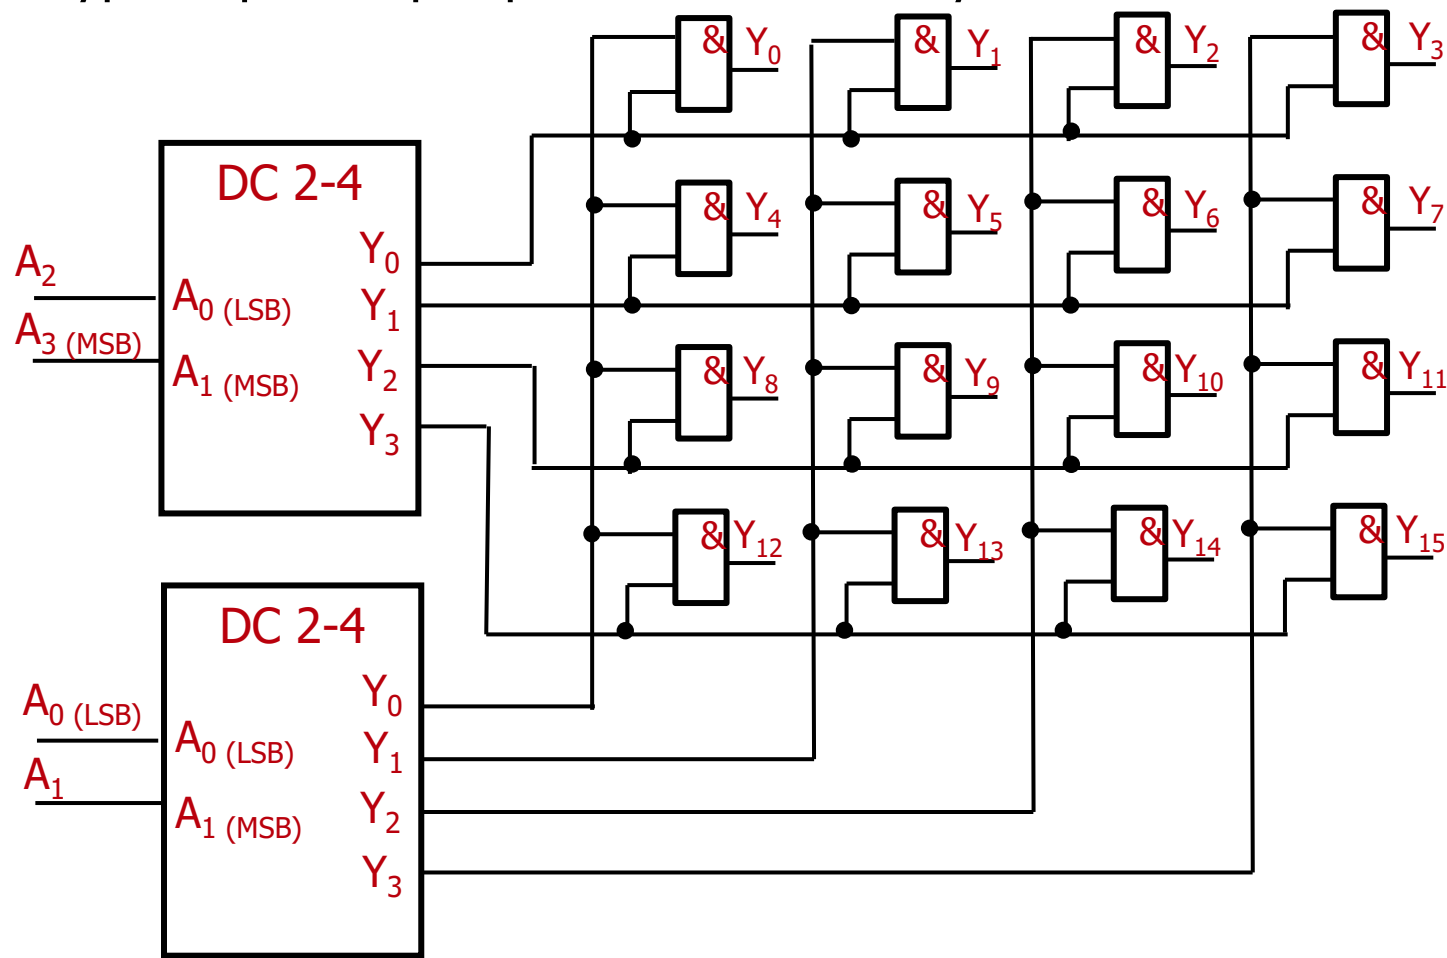 & Y0 & Y1 & Y2 & Y3
DC 2-4
& Y4 & Y5 & Y6 & Y7
Y0
A2
A0 (LSB)
Y1
A3 (MSB)
A1 (MSB)
Y2
& Y8 & Y9 & Y10 & Y11
Y3
& Y12 & Y13 & Y14 & Y15
DC 2-4
Y0
A0 (LSB)
A0 (LSB)
Y1
A1
A1 (MSB)
Y2
Y3